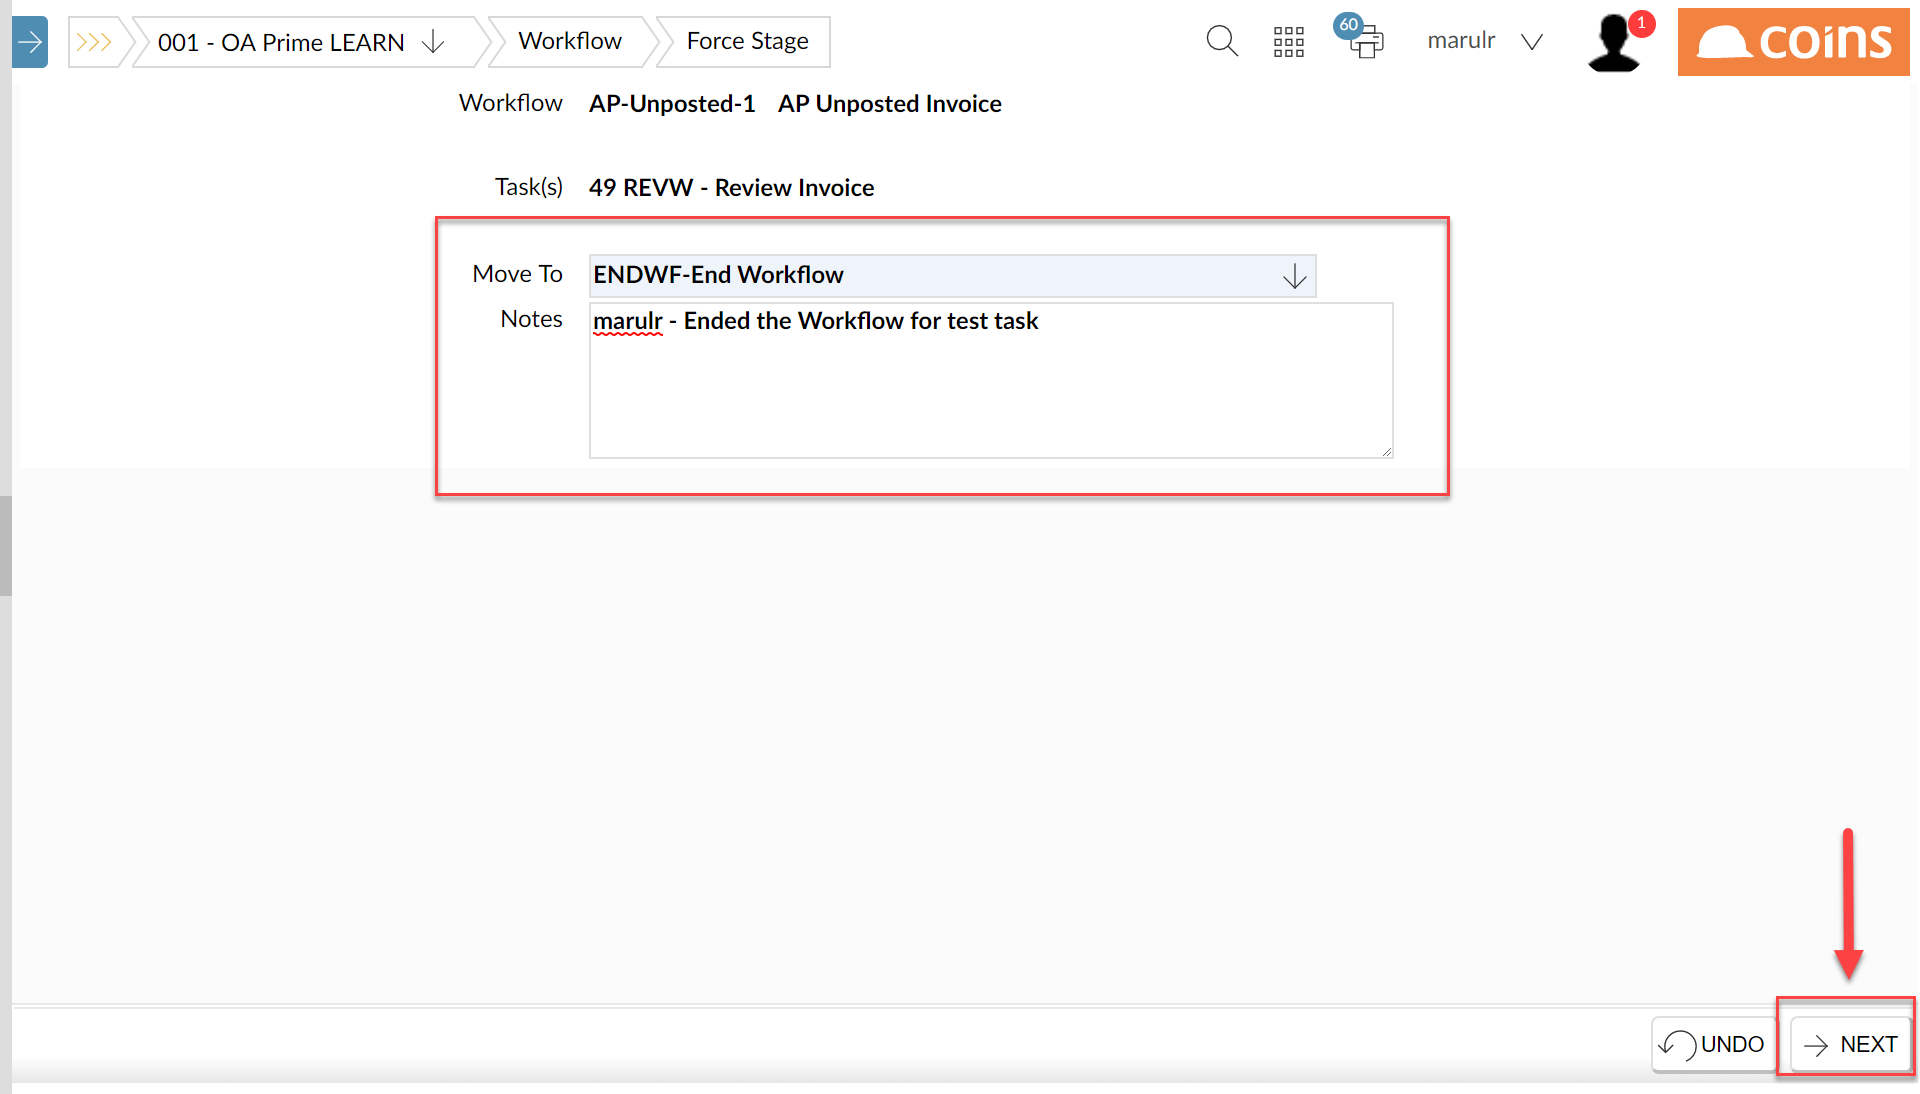 001 - OA Prime LEARN
Workflow
Force Stage
60
marulr
1
coins
Workflow AP-Unposted-1 AP Unposted Invoice
Task(s) 49 REVW - Review Invoice
Move To ENDWF-End Workflow
Notes marulr - Ended the Workflow for test task
UNDO
NEXT